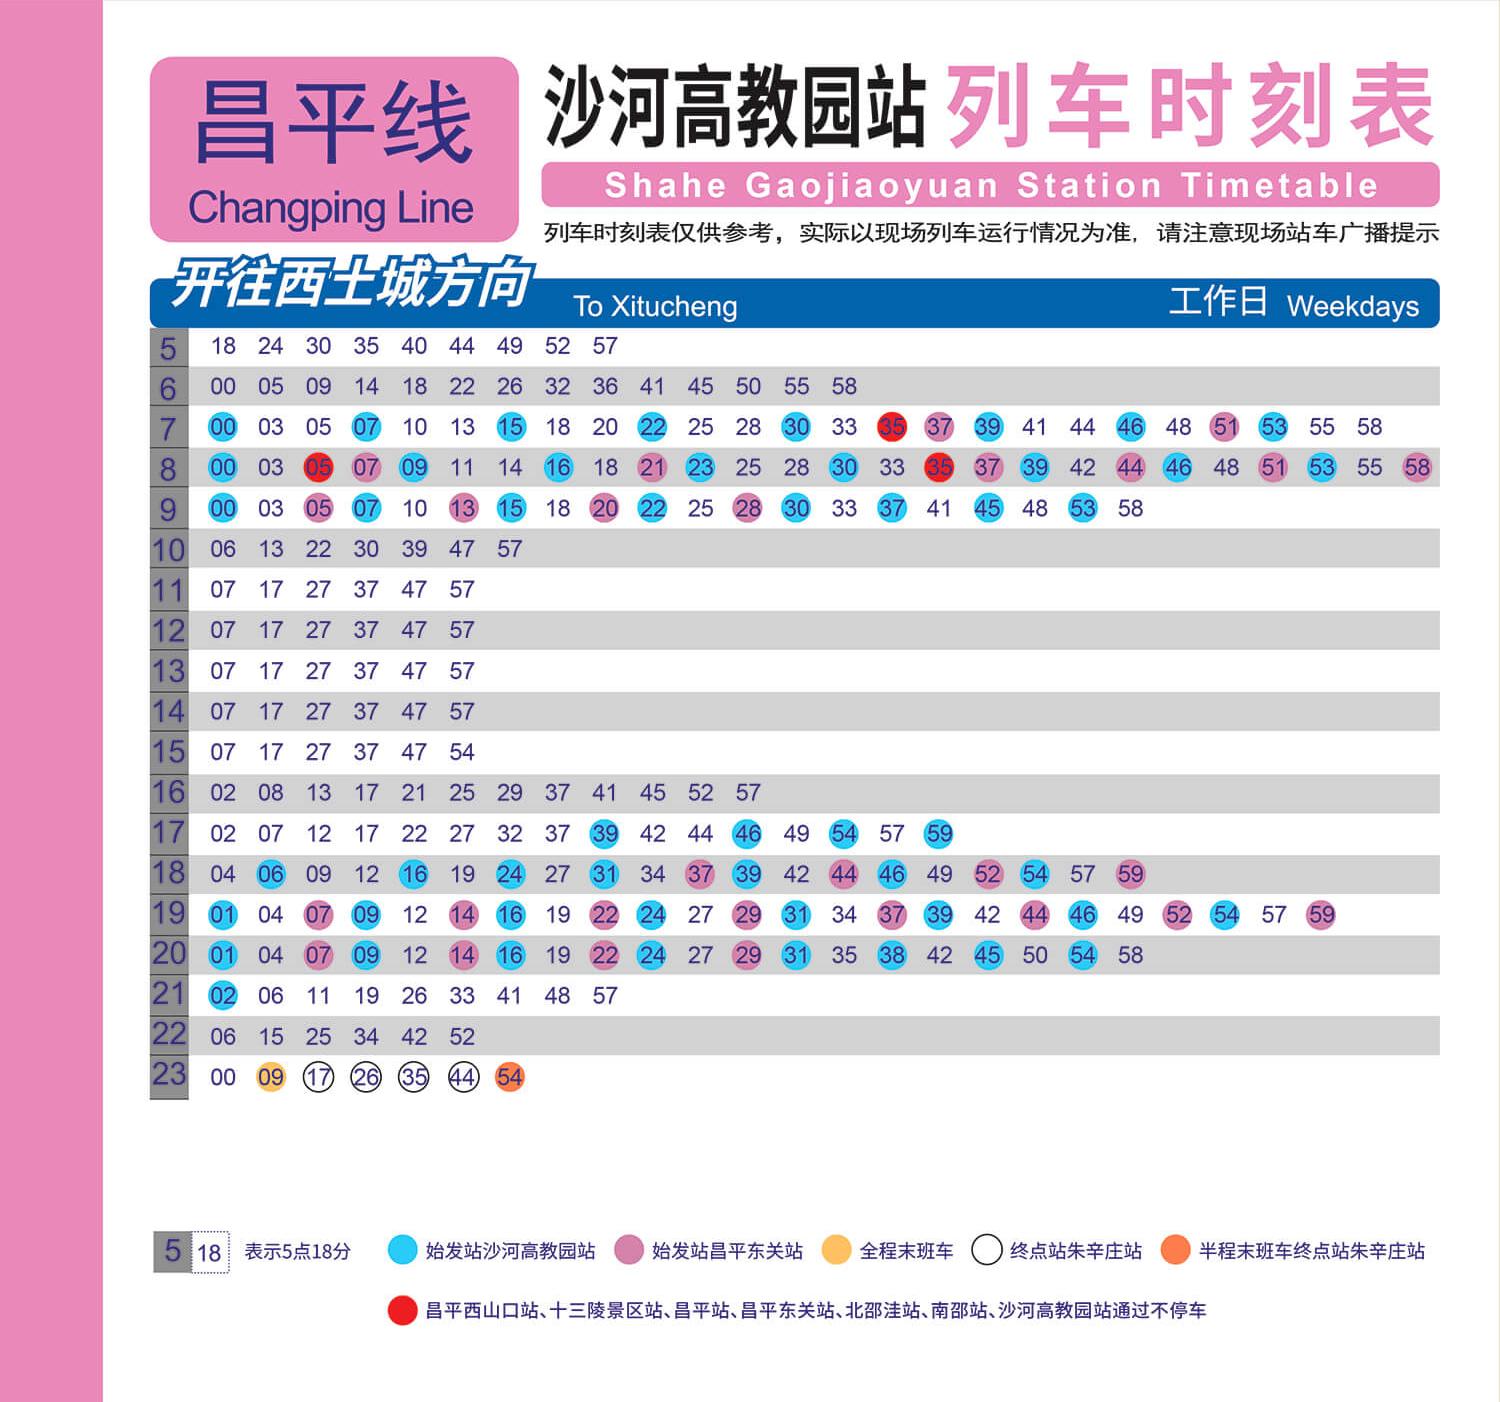 昌平线
Changping Line
沙河高教园站 列车时刻表
Shahe Gaojiaoyuan Station Timetable
列车时刻表仅供参考，实际以现场列车运行情况为准，请注意现场站车广播提示
开往西土城方向 To Xitucheng 工作日 Weekdays
5 18 24 30 35 40 44 49 52 57
6 00 05 09 14 18 22 26 32 36 41 45 50 55 58
7 00 03 05 07 10 13 15 18 20 22 25 28 30 33 35 37 39 41 44 46 48 51 53 55 58
8 00 03 05 07 09 11 14 16 18 21 23 25 28 30 33 35 37 39 42 44 46 48 51 53 55 58
9 00 03 05 07 10 13 15 18 20 22 25 28 30 33 37 41 45 48 53 58
10 06 13 22 30 39 47 57
11 07 17 27 37 47 57
12 07 17 27 37 47 57
13 07 17 27 37 47 57
14 07 17 27 37 47 57
15 07 17 27 37 47 54
16 02 08 13 17 21 25 29 37 41 45 52 57
17 02 07 12 17 22 27 32 37 39 42 44 46 49 54 57 59
18 04 06 09 12 16 19 24 27 31 34 37 39 42 44 46 49 52 54 57 59
19 01 04 07 09 12 14 16 19 22 24 27 29 31 34 37 39 42 44 46 49 52 54 57 59
20 01 04 07 09 12 14 16 19 22 24 27 29 31 35 38 42 45 50 54 58
21 02 06 11 19 26 33 41 48 57
22 06 15 25 34 42 52
23 00 09 17 26 35 44 54
5 18 表示5点18分 始发站沙河高教园站 始发站昌平东关站 全程末班车 终点站朱辛庄站 半程末班车终点站朱辛庄站
昌平西山口站、十三陵景区站、昌平站、昌平东关站、北邵洼站、南邵站、沙河高教园站通过不停车